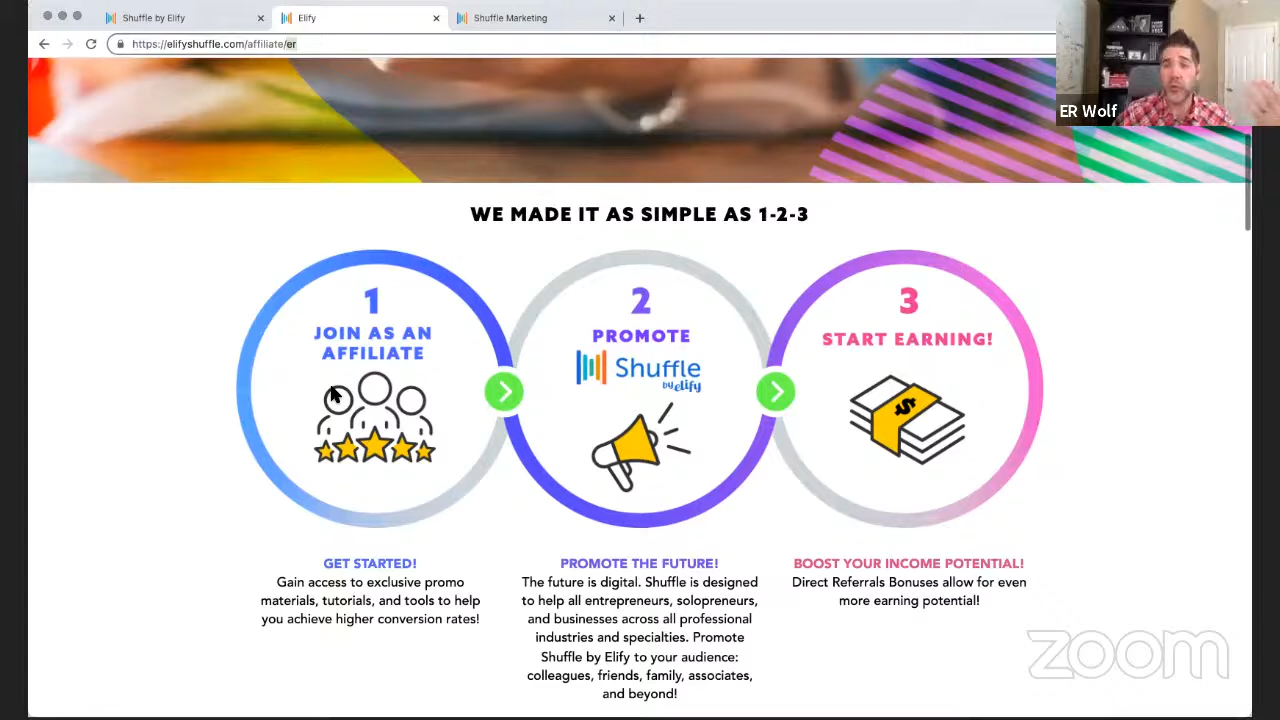 Shuffle by Elify
Elify
Shuffle Marketing
https://elifyshuffle.com/affiliate/er
ER Wolf
WE MADE IT AS SIMPLE AS 1-2-3
1
JOIN AS AN
AFFILIATE
2
PROMOTE
Shuffle
by elify
3
START EARNING!
$
GET STARTED!
Gain access to exclusive promo
materials, tutorials, and tools to help
you achieve higher conversion rates!
PROMOTE THE FUTURE!
The future is digital. Shuffle is designed
to help all entrepreneurs, solopreneurs,
and businesses across all professional
industries and specialties. Promote
Shuffle by Elify to your audience:
colleagues, friends, family, associates,
and beyond!
BOOST YOUR INCOME POTENTIAL!
Direct Referrals Bonuses allow for even
more earning potential!
zoom